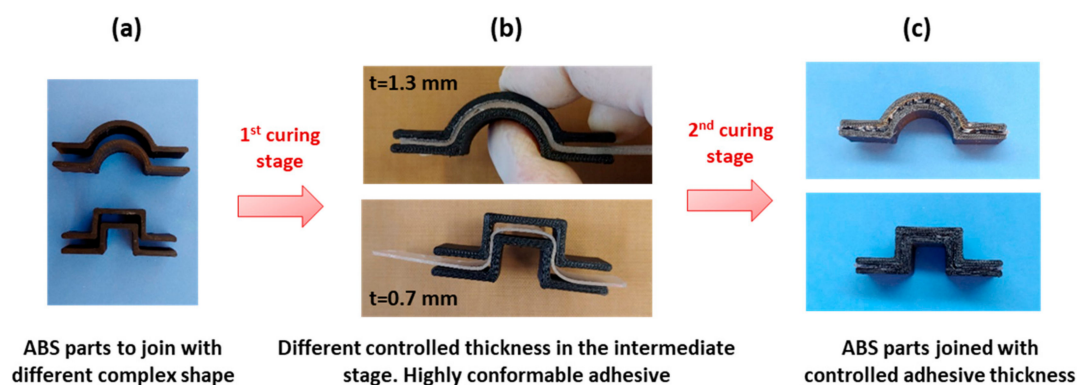 (a)
(b)
(c)
t=1.3 mm
1st curing
stage
2nd curing
stage
t=0.7 mm
ABS parts to join with
different complex shape
Different controlled thickness in the intermediate
stage. Highly conformable adhesive
ABS parts joined with
controlled adhesive thickness